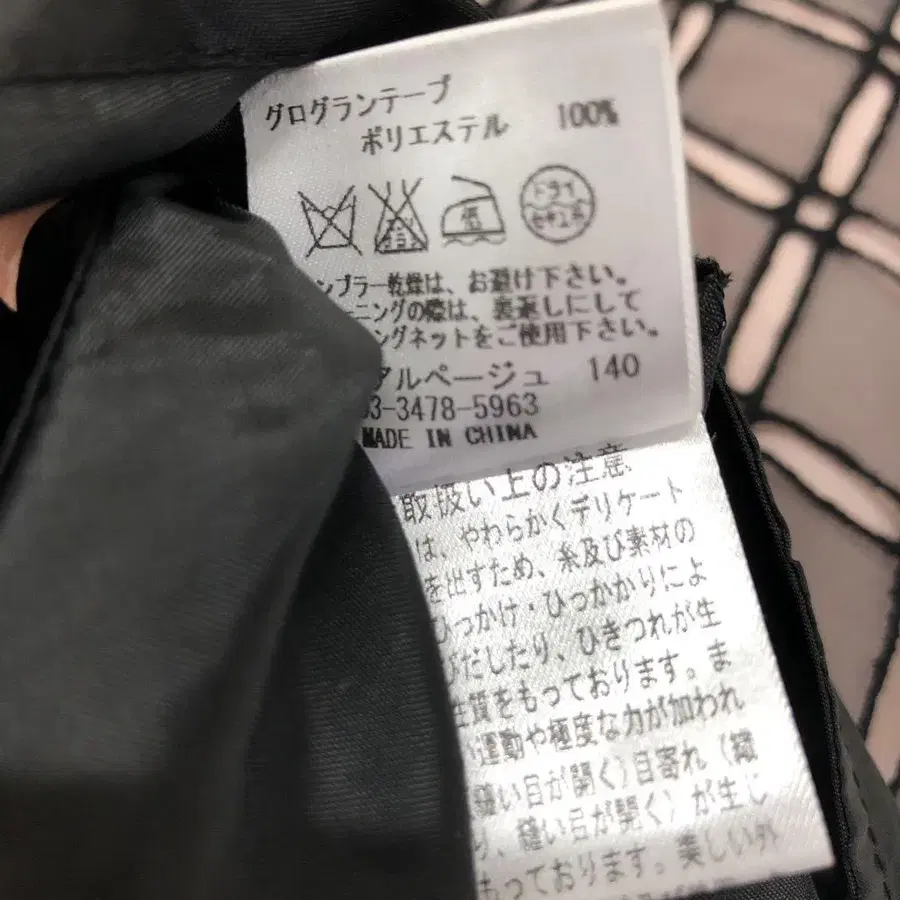 グログランテープ
ポリエステル 100%
低
ドライ
セキユ系
ンブラー乾燥は、お避け下さい。
ニングの際は、裏返しにして
ングネットをご使用下さい。
アルページュ 140
03-3478-5963
MADE IN CHINA
取扱い上の注意
は、やわらかくデリケート
を出すため、糸及び素材の
ひっかけ・ひっかかりによ
びだしたり、ひきつれが生
性質をもっております。ま
運動や極度な力が加われ
縫い目が開く)目寄れ(織
り、縫い目が開く)が生じ
もっております。美しい外